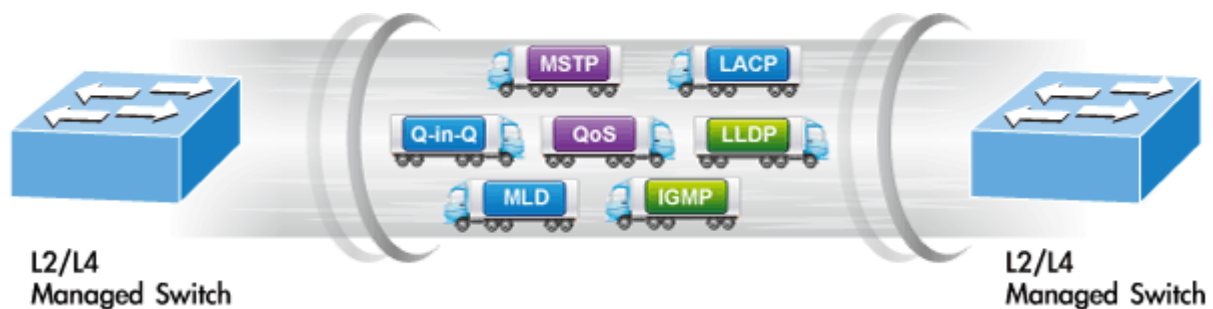 MSTP LACP
Q-in-Q QoS LLDP
MLD IGMP
L2/L4
Managed Switch
L2/L4
Managed Switch